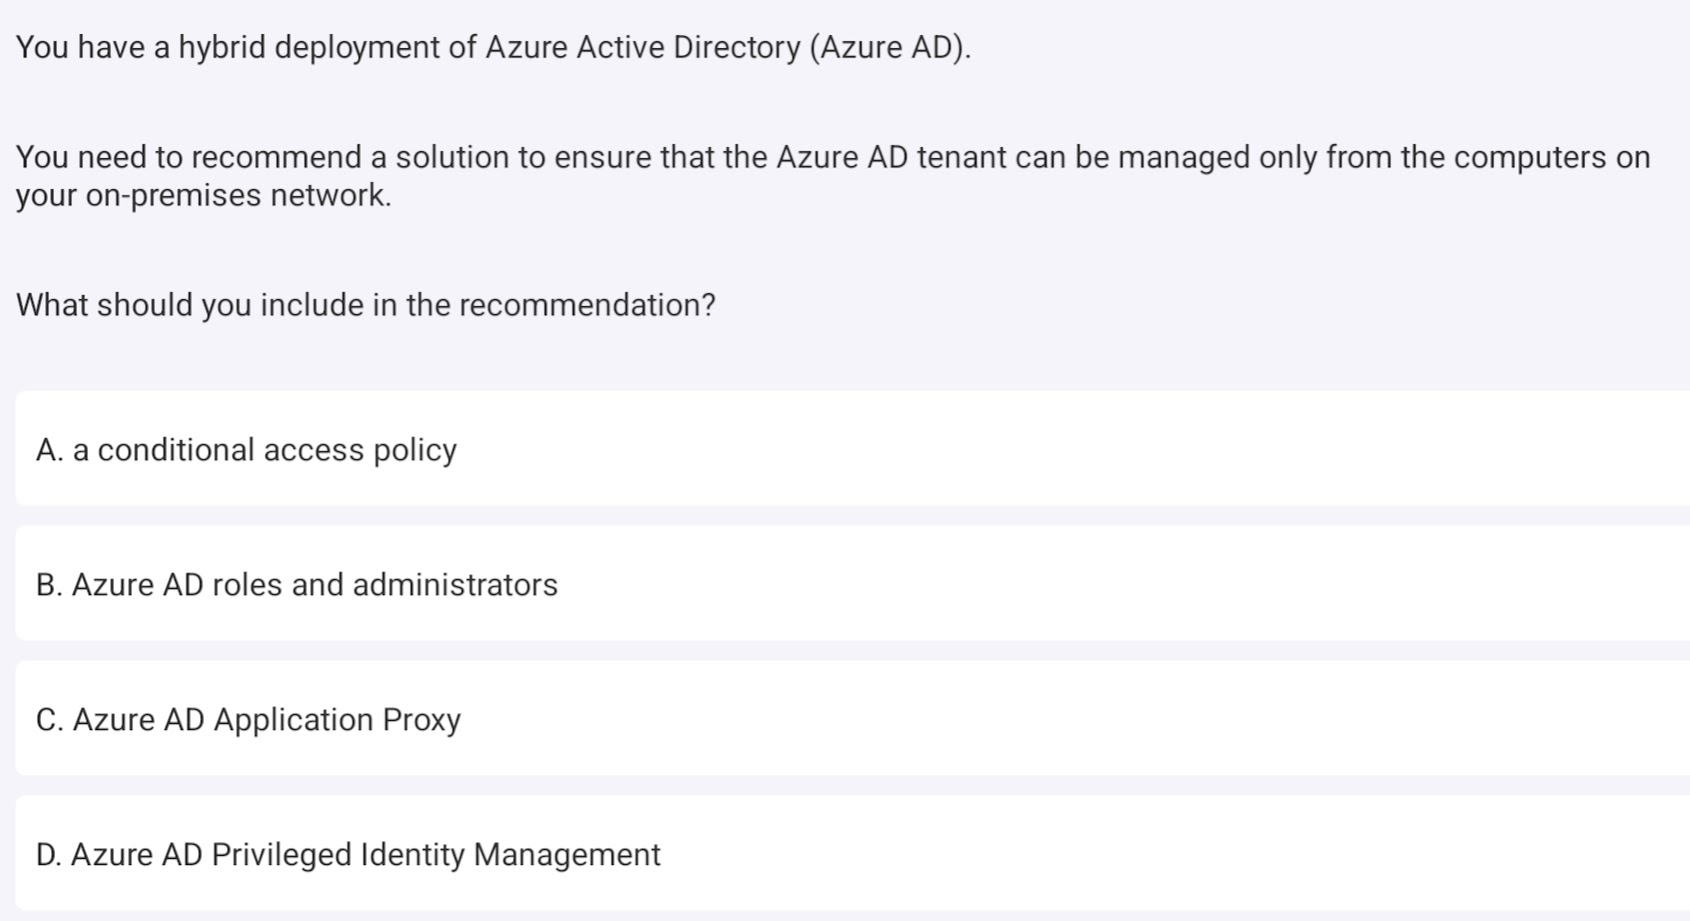 You have a hybrid deployment of Azure Active Directory (Azure AD).
You need to recommend a solution to ensure that the Azure AD tenant can be managed only from the computers on
your on-premises network.
What should you include in the recommendation?
A. a conditional access policy
B. Azure AD roles and administrators
C. Azure AD Application Proxy
D. Azure AD Privileged Identity Management